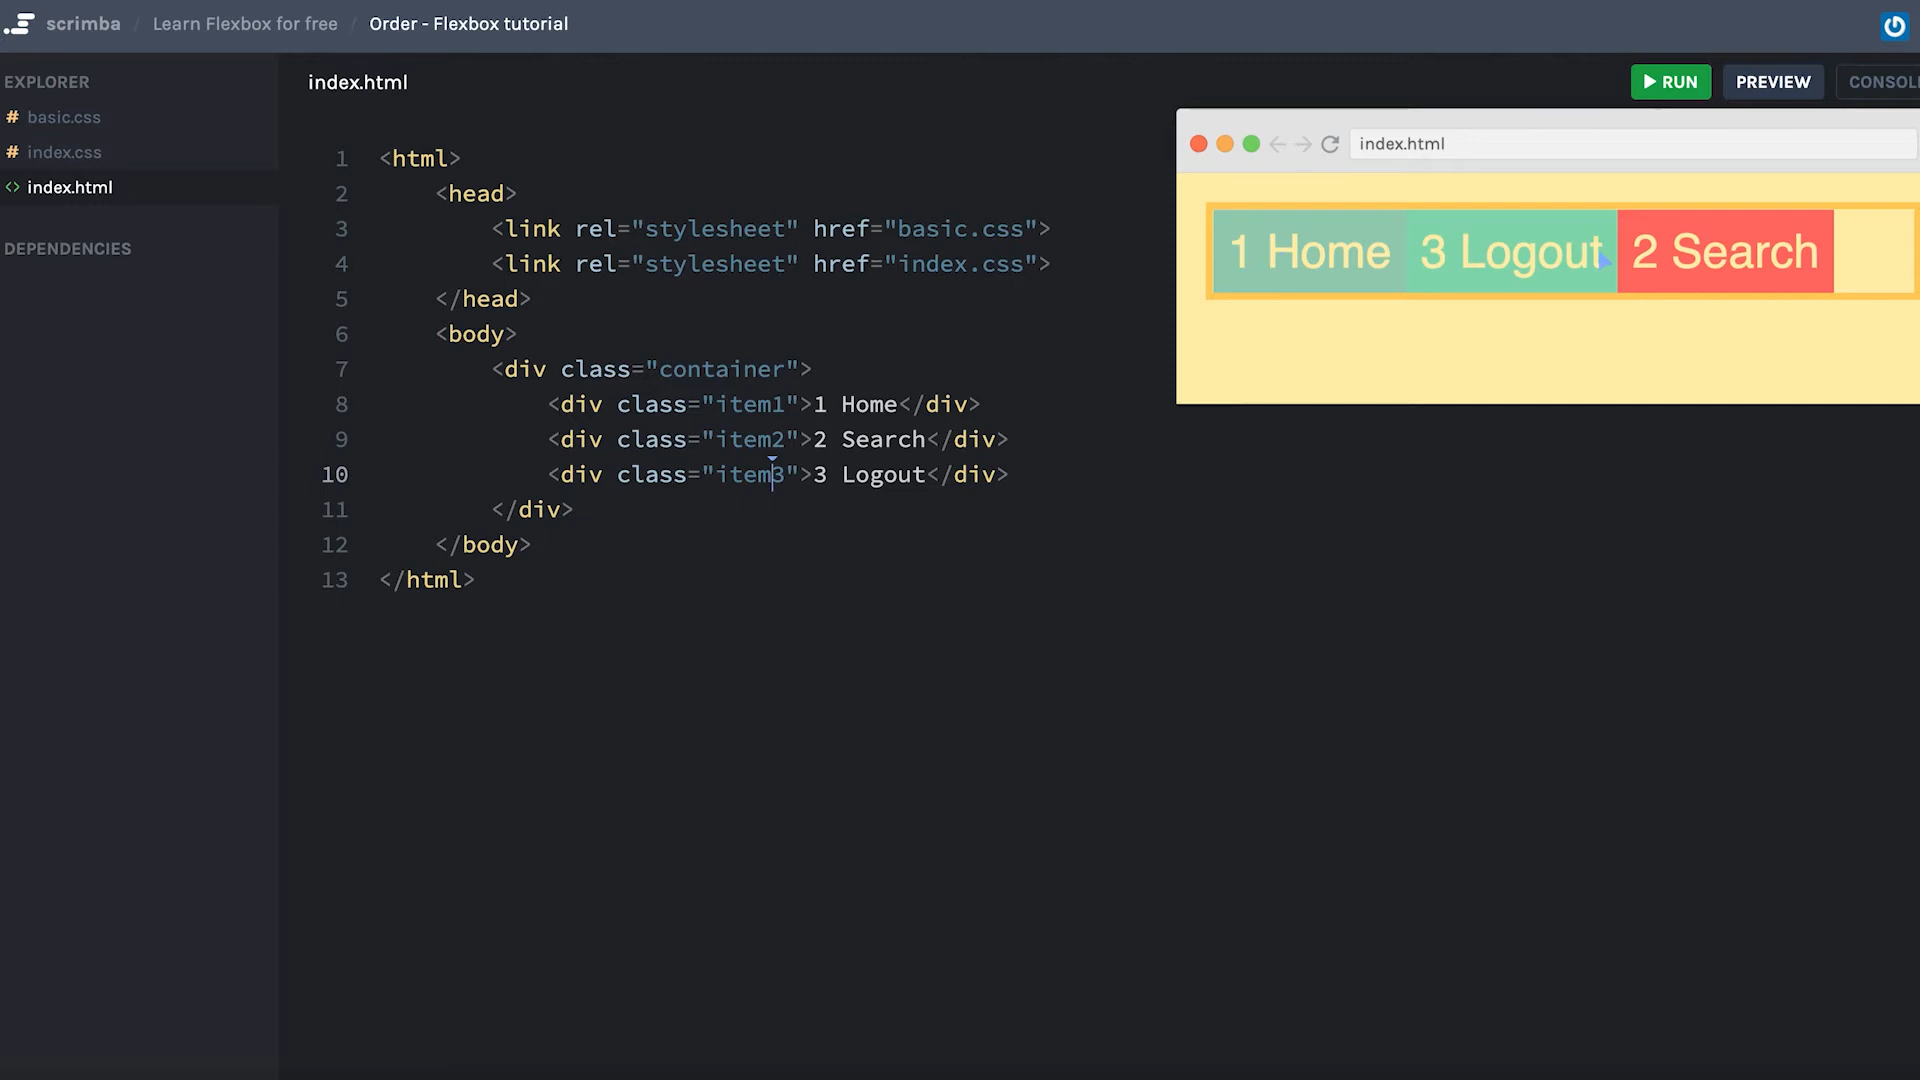 scrimba / Learn Flexbox for free / Order - Flexbox tutorial
EXPLORER
# basic.css
# index.css
<> index.html
DEPENDENCIES
index.html
RUN PREVIEW CONSOL
1 <html>
2 <head>
3 <link rel="stylesheet" href="basic.css">
4 <link rel="stylesheet" href="index.css">
5 </head>
6 <body>
7 <div class="container">
8 <div class="item1">1 Home</div>
9 <div class="item2">2 Search</div>
10 <div class="item3">3 Logout</div>
11 </div>
12 </body>
13 </html>
index.html
1 Home 3 Logout 2 Search